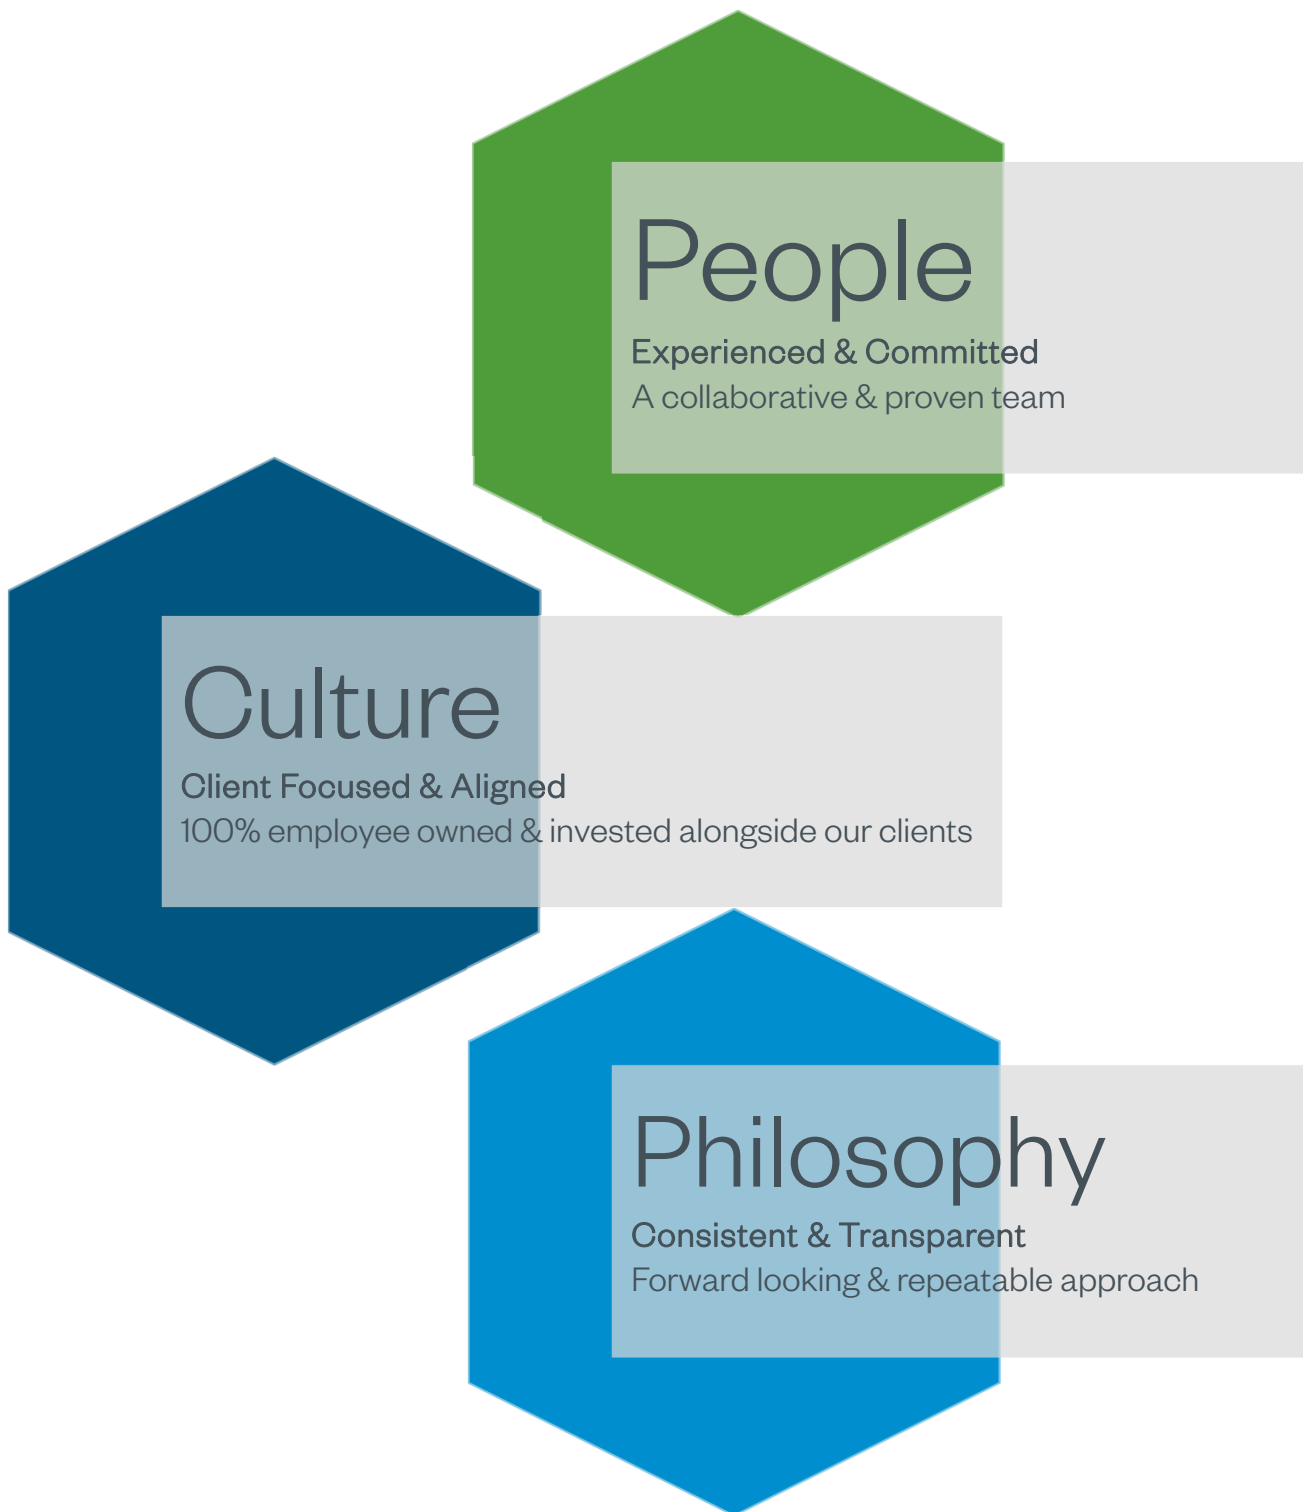 People
Experienced & Committed
A collaborative & proven team
Culture
Client Focused & Aligned
100% employee owned & invested alongside our clients
Philosophy
Consistent & Transparent
Forward looking & repeatable approach